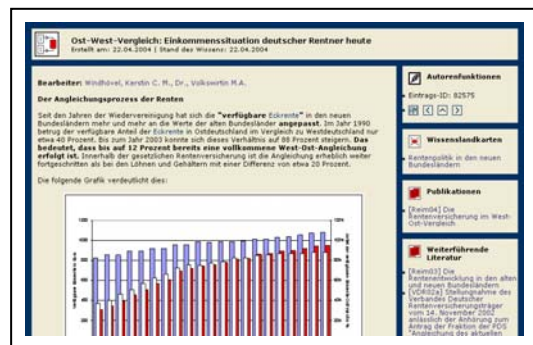 Ost-West-Vergleich: Einkommenssituation deutscher Rentner heute
Erstellt am: 22.04.2004 | Stand des Wissens: 22.04.2004
Bearbeiter: Windhövel, Kerstin C. M., Dr., Volkswirtin M.A.
Der Angleichungsprozess der Renten
Seit den Jahren der Wiedervereinigung hat sich die "verfügbare Eckrente" in den neuen
Bundesländern mehr und mehr an die Werte der alten Bundesländer angepasst. Im Jahr 1990
betrug der verfügbare Anteil der Eckrente in Ostdeutschland im Vergleich zu Westdeutschland nur
etwa 40 Prozent. Bis zum Jahr 2003 konnte sich dieses Verhältnis auf 88 Prozent steigern. Das
bedeutet, dass bis auf 12 Prozent bereits eine vollkommene West-Ost-Angleichung
erfolgt ist. Innerhalb der gesetzlichen Rentenversicherung ist die Angleichung erheblich weiter
fortgeschritten als bei den Löhnen und Gehältern mit einer Differenz von etwa 20 Prozent.
Die folgende Grafik verdeutlicht dies:
Autorenfunktionen
Eintrags-ID: 82575
Wissenslandkarten
Rentenpolitik in den neuen
Bundesländern
Publikationen
[Reim04] Die
Rentenversicherung im West-
Ost-Vergleich
Weiterführende
Literatur
[Reim03] Die
Rentenentwicklung in den alten
und neuen Bundesländern
[VDR02a] Stellungnahme des
Verbandes Deutscher
Rentenversicherungsträger
vom 14. November 2002
anlässlich der Anhörung zum
Antrag der Fraktion der PDS
"Angleichung des aktuellen